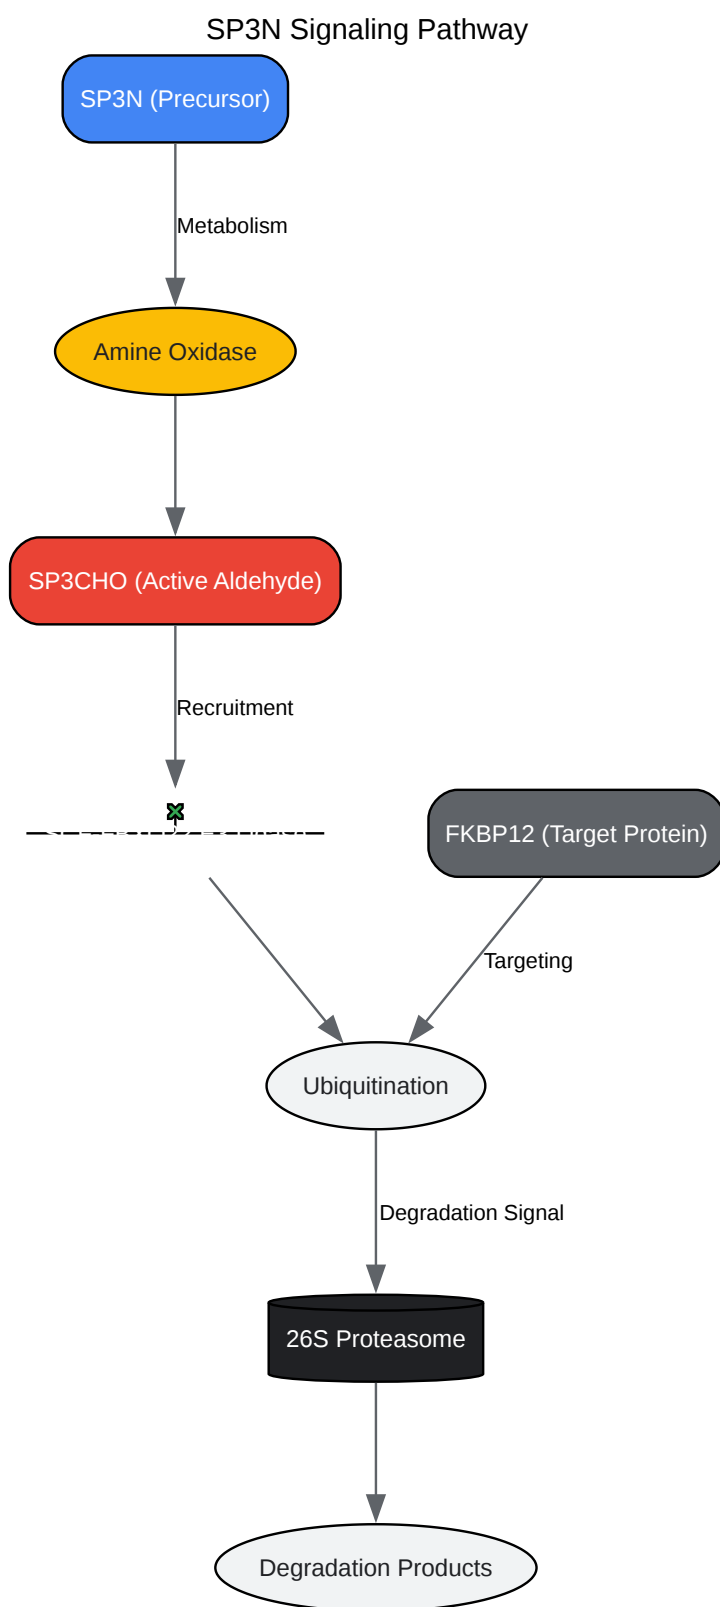 SP3N Signaling Pathway
SP3N (Precursor)
Metabolism
Amine Oxidase
SP3CHO (Active Aldehyde)
Recruitment
FKBP12 (Target Protein)
Targeting
Ubiquitination
Degradation Signal
26S Proteasome
Degradation Products